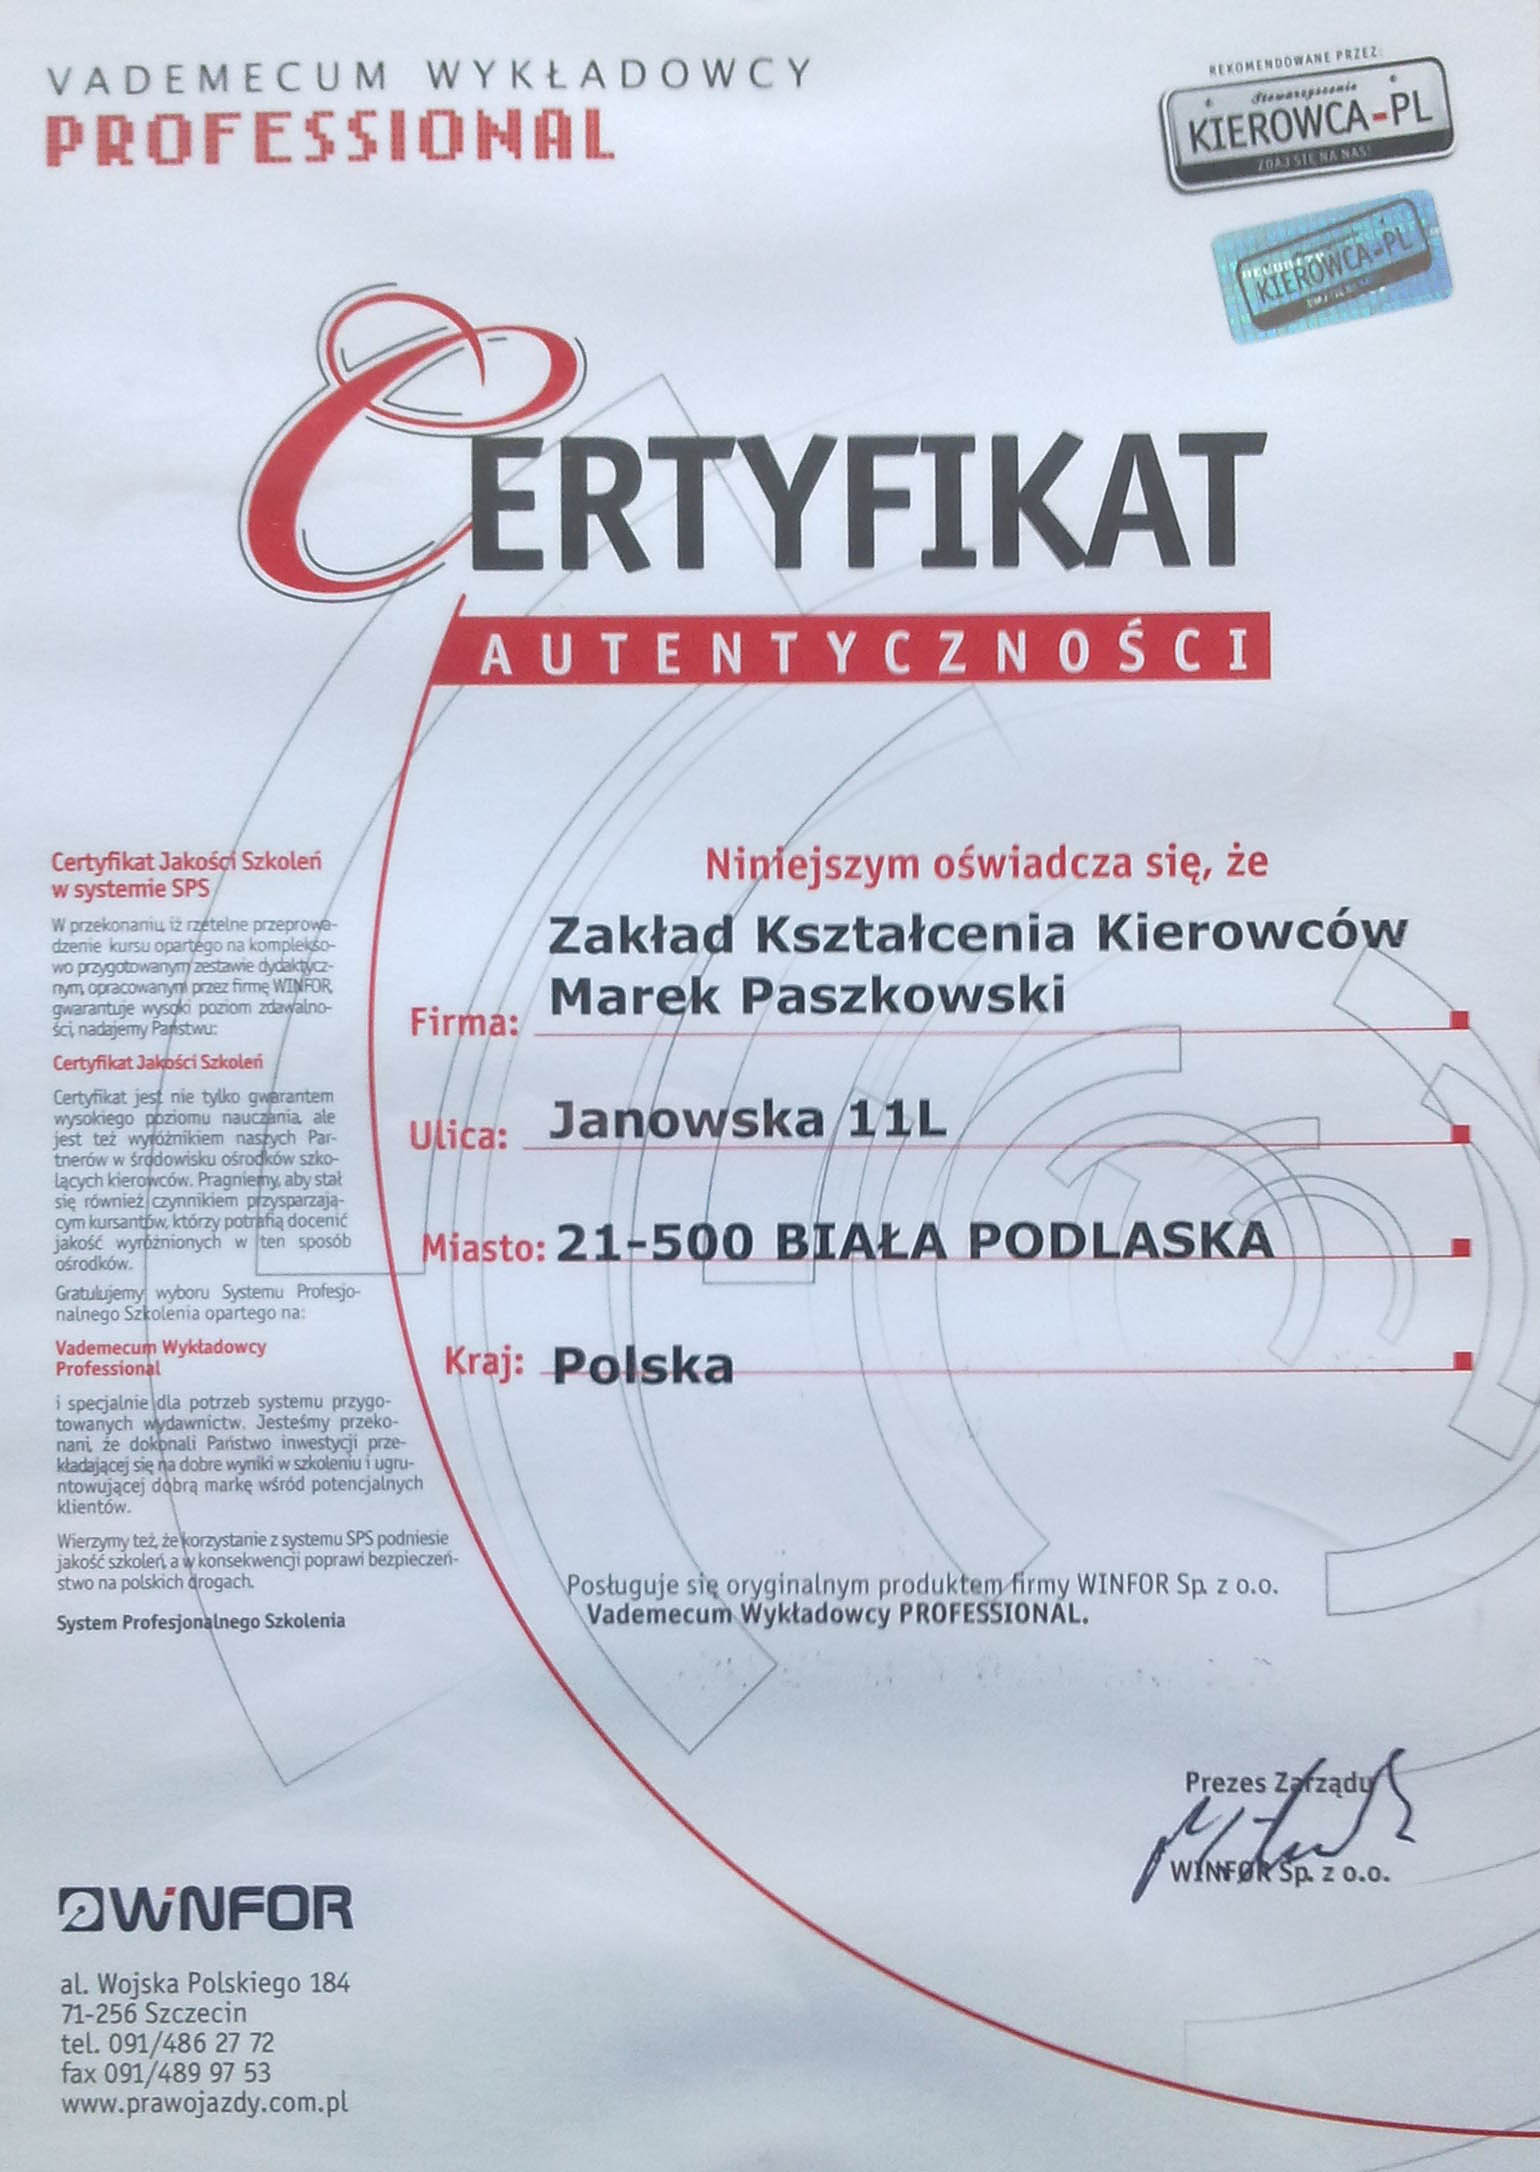 VADEMECUM WYKŁADOWCY
PROFESSIONAL
REKOMENDOWANE PRZEZ:
Stowarzyszenie
KIEROWCA-PL
ZDAJ SIĘ NA NAS!
KIEROWCA-PL
CERTYFIKAT
AUTENTYCZNOŚCI
Certyfikat Jakości Szkoleń
w systemie SPS
W przekonaniu, iż rzetelne przeprowa-
dzenie kursu opartego na komplekso-
wo przygotowanym zestawie dydaktycz-
nym, opracowanym przez firmę WINFOR,
gwarantuje wysoki poziom zdawalno-
ści, nadajemy Państwu:
Certyfikat Jakości Szkoleń
Certyfikat jest nie tylko gwarantem
wysokiego poziomu nauczania, ale
jest też wyróżnikiem naszych Par-
tnerów w środowisku ośrodków szko-
lących kierowców. Pragniemy, aby stał
się również czynnikiem przysparzają-
cym kursantów, którzy potrafią docenić
jakość wyróżnionych w ten sposób
ośrodków.
Gratulujemy wyboru Systemu Profesjo-
nalnego Szkolenia opartego na:
Vademecum Wykładowcy
Professional
i specjalnie dla potrzeb systemu przygo-
towanych wydawnictw. Jesteśmy przeko-
nani, że dokonali Państwo inwestycji prze-
kładającej się na dobre wyniki w szkoleniu i ugru-
ntowującej dobrą markę wśród potencjalnych
klientów.
Wierzymy też, że korzystanie z systemu SPS podniesie
jakość szkoleń, a w konsekwencji poprawi bezpieczeń-
stwo na polskich drogach.
System Profesjonalnego Szkolenia
Niniejszym oświadcza się, że
Zakład Kształcenia Kierowców
Firma: Marek Paszkowski
Ulica: Janowska 11L
Miasto: 21-500 BIAŁA PODLASKA
Kraj: Polska
Posługuje się oryginalnym produktem firmy WINFOR Sp. z o.o.
Vademecum Wykładowcy PROFESSIONAL.
Prezes Zarządu
WINFOR Sp. z o.o.
WiNFOR
al. Wojska Polskiego 184
71-256 Szczecin
tel. 091/486 27 72
fax 091/489 97 53
www.prawojazdy.com.pl